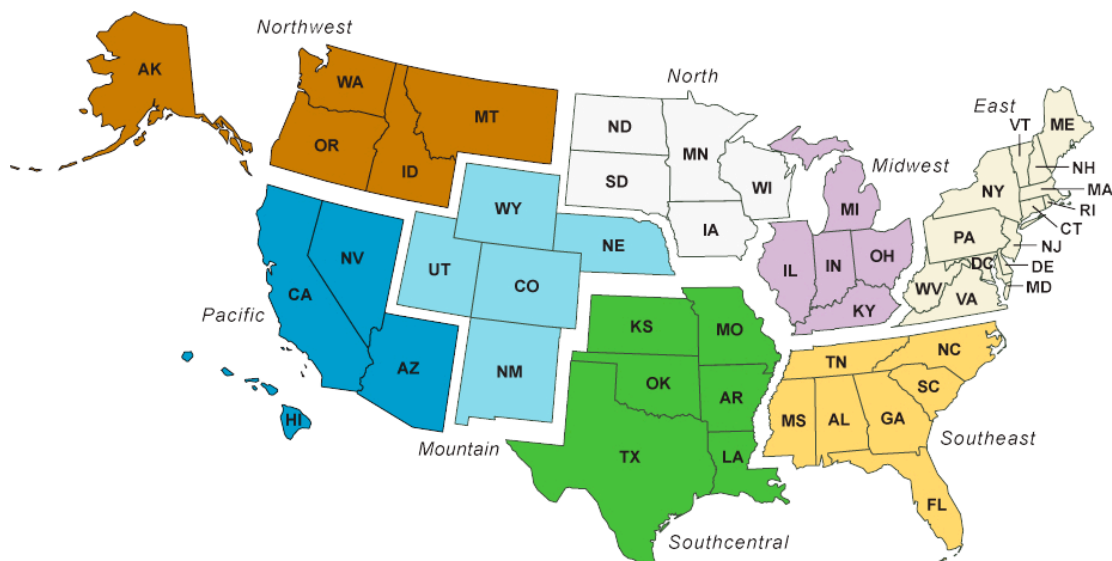 Northwest
AK
WA
MT
OR
ID
North
ND
MN
SD
WI
IA
East
VT
ME
NH
MA
NY
RI
CT
PA
NJ
DC
DE
MD
WV
VA
Midwest
MI
IL
IN
OH
KY
WY
NE
UT
CO
NM
Mountain
NV
CA
Pacific
AZ
HI
KS
MO
OK
AR
TX
LA
Southcentral
TN
NC
SC
MS
AL
GA
Southeast
FL